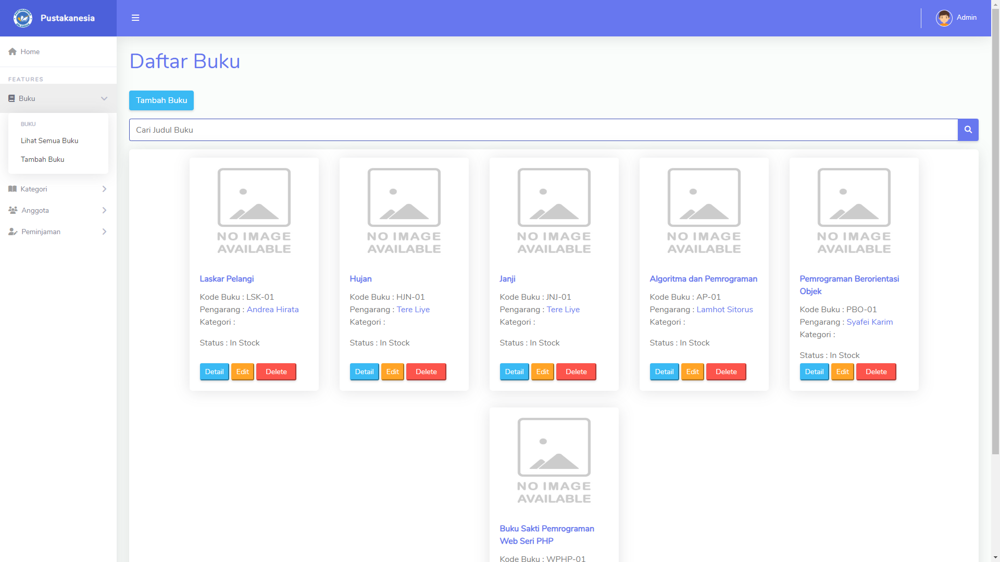 Pustakanesia
Admin
Home
FEATURES
Buku
BUKU
Lihat Semua Buku
Tambah Buku
Kategori
Anggota
Peminjaman
Daftar Buku
Tambah Buku
Cari Judul Buku
NO IMAGE
AVAILABLE
Laskar Pelangi
Kode Buku : LSK-01
Pengarang : Andrea Hirata
Kategori :
Status : In Stock
Detail Edit Delete
NO IMAGE
AVAILABLE
Hujan
Kode Buku : HJN-01
Pengarang : Tere Liye
Kategori :
Status : In Stock
Detail Edit Delete
NO IMAGE
AVAILABLE
Janji
Kode Buku : JNJ-01
Pengarang : Tere Liye
Kategori :
Status : In Stock
Detail Edit Delete
NO IMAGE
AVAILABLE
Algoritma dan Pemrograman
Kode Buku : AP-01
Pengarang : Lamhot Sitorus
Kategori :
Status : In Stock
Detail Edit Delete
NO IMAGE
AVAILABLE
Pemrograman Berorientasi
Objek
Kode Buku : PBO-01
Pengarang : Syafei Karim
Kategori :
Status : In Stock
Detail Edit Delete
NO IMAGE
AVAILABLE
Buku Sakti Pemrograman
Web Seri PHP
Kode Buku : WPHP-01